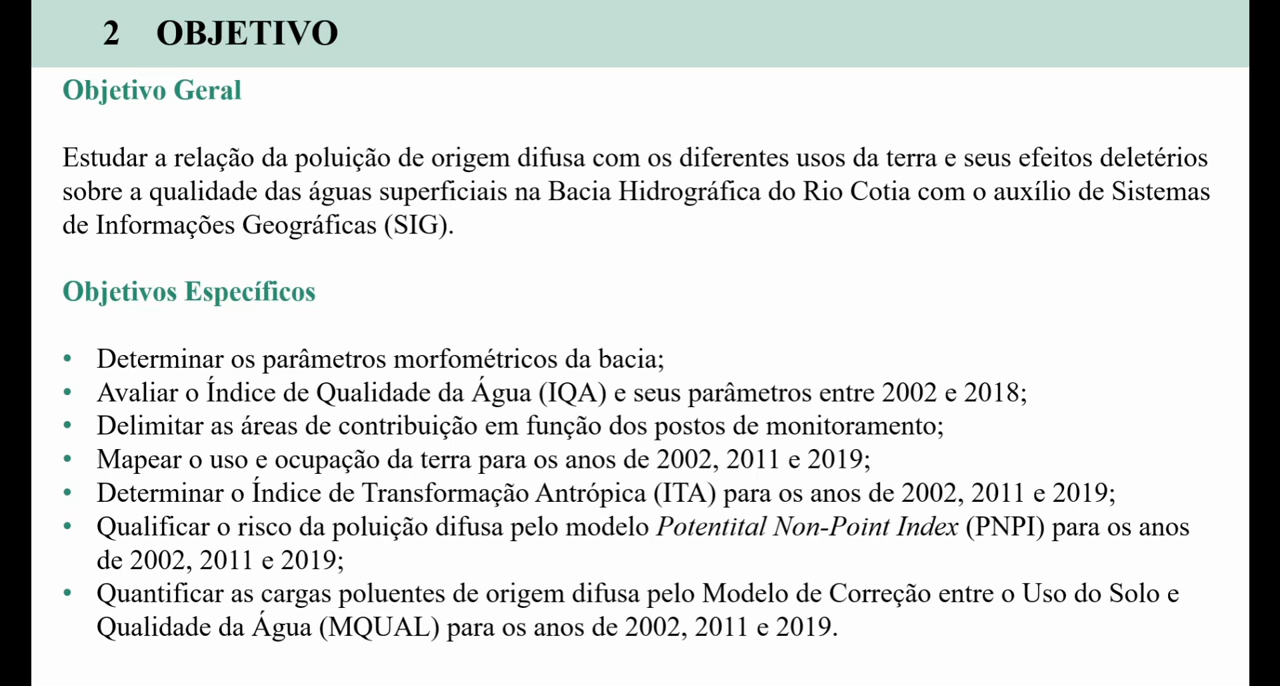 2 OBJETIVO
Objetivo Geral
Estudar a relação da poluição de origem difusa com os diferentes usos da terra e seus efeitos deletérios
sobre a qualidade das águas superficiais na Bacia Hidrográfica do Rio Cotia com o auxílio de Sistemas
de Informações Geográficas (SIG).
Objetivos Específicos
• Determinar os parâmetros morfométricos da bacia;
• Avaliar o Índice de Qualidade da Água (IQA) e seus parâmetros entre 2002 e 2018;
• Delimitar as áreas de contribuição em função dos postos de monitoramento;
• Mapear o uso e ocupação da terra para os anos de 2002, 2011 e 2019;
• Determinar o Índice de Transformação Antrópica (ITA) para os anos de 2002, 2011 e 2019;
• Qualificar o risco da poluição difusa pelo modelo Potentital Non-Point Index (PNPI) para os anos
de 2002, 2011 e 2019;
• Quantificar as cargas poluentes de origem difusa pelo Modelo de Correção entre o Uso do Solo e
Qualidade da Água (MQUAL) para os anos de 2002, 2011 e 2019.